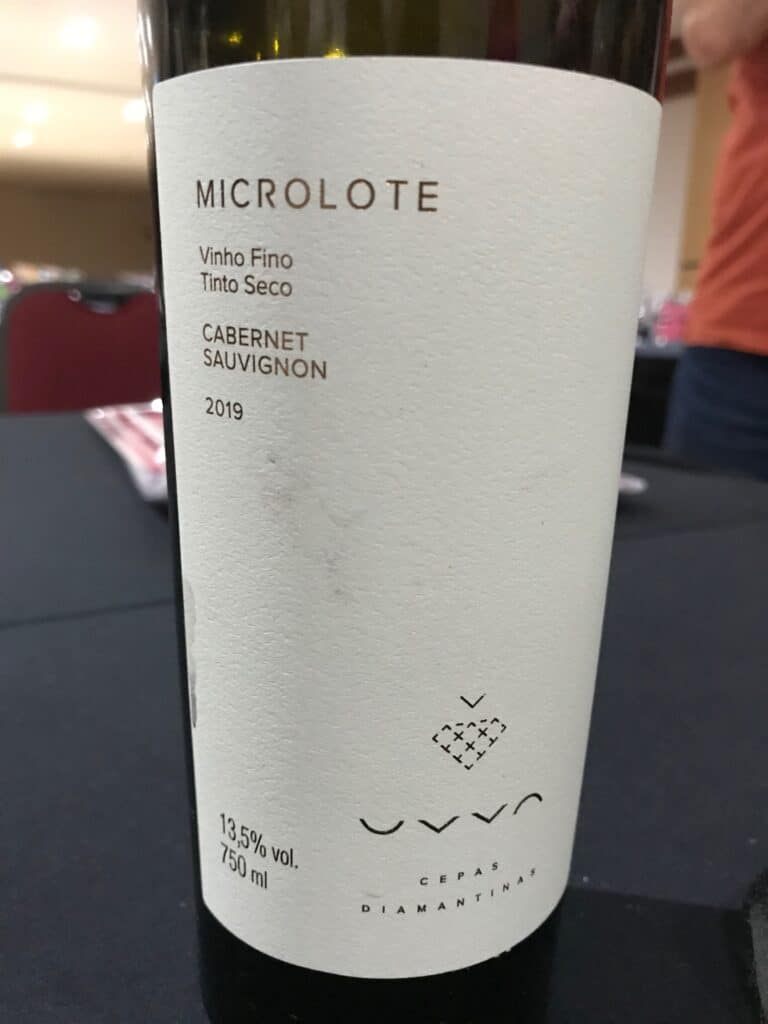 MICROLOTE
Vinho Fino
Tinto Seco
CABERNET
SAUVIGNON
2019
13,5% vol.
750 ml
UVVA
CEPAS
DIAMANTINAS